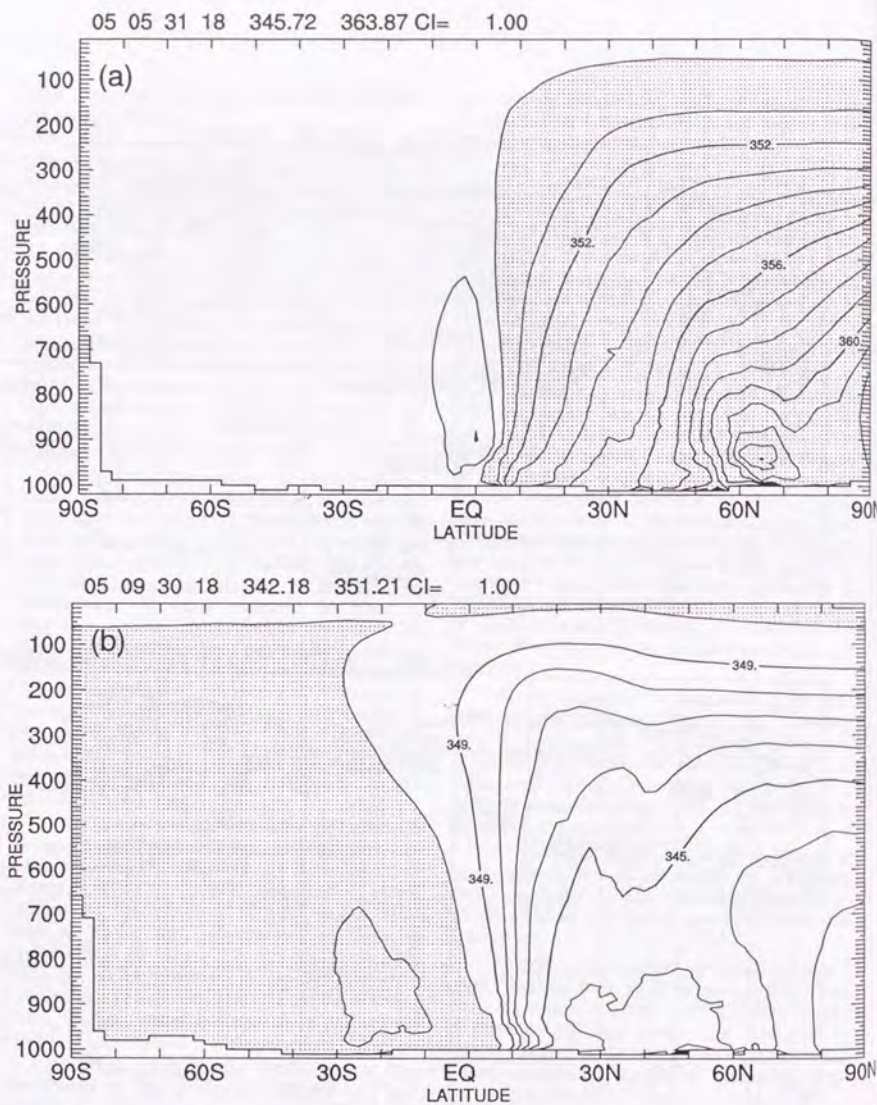 05 05 31 18 345.72 363.87 CI= 1.00
(a)
100
200
300
400
500
600
700
800
900
1000
PRESSURE
352.
352.
356.
360.
90S 60S 30S EQ 30N 60N 90N
LATITUDE
05 09 30 18 342.18 351.21 CI= 1.00
(b)
100
200
300
400
500
600
700
800
900
1000
PRESSURE
349.
349.
349.
345.
90S 60S 30S EQ 30N 60N 90N
LATITUDE